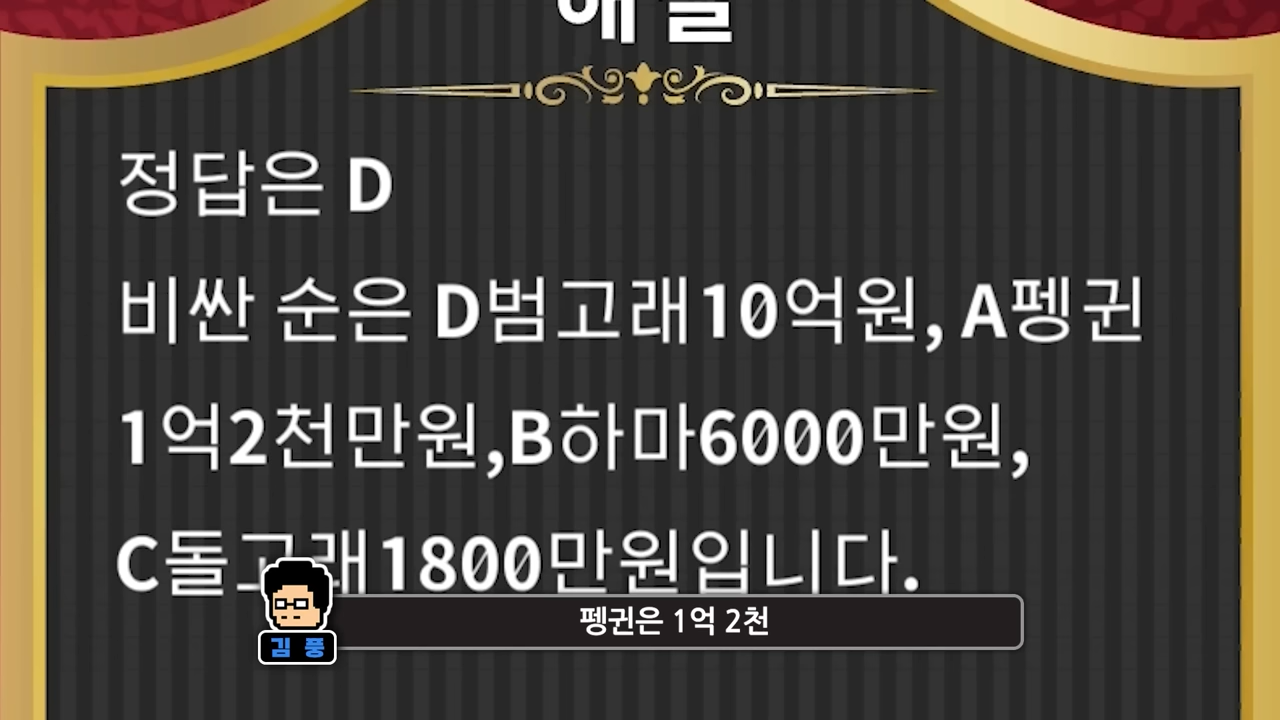 해설
정답은 D
비싼 순은 D범고래10억원, A펭귄
1억2천만원,B하마6000만원,
C돌고래1800만원입니다.
펭귄은 1억 2천
김 풍